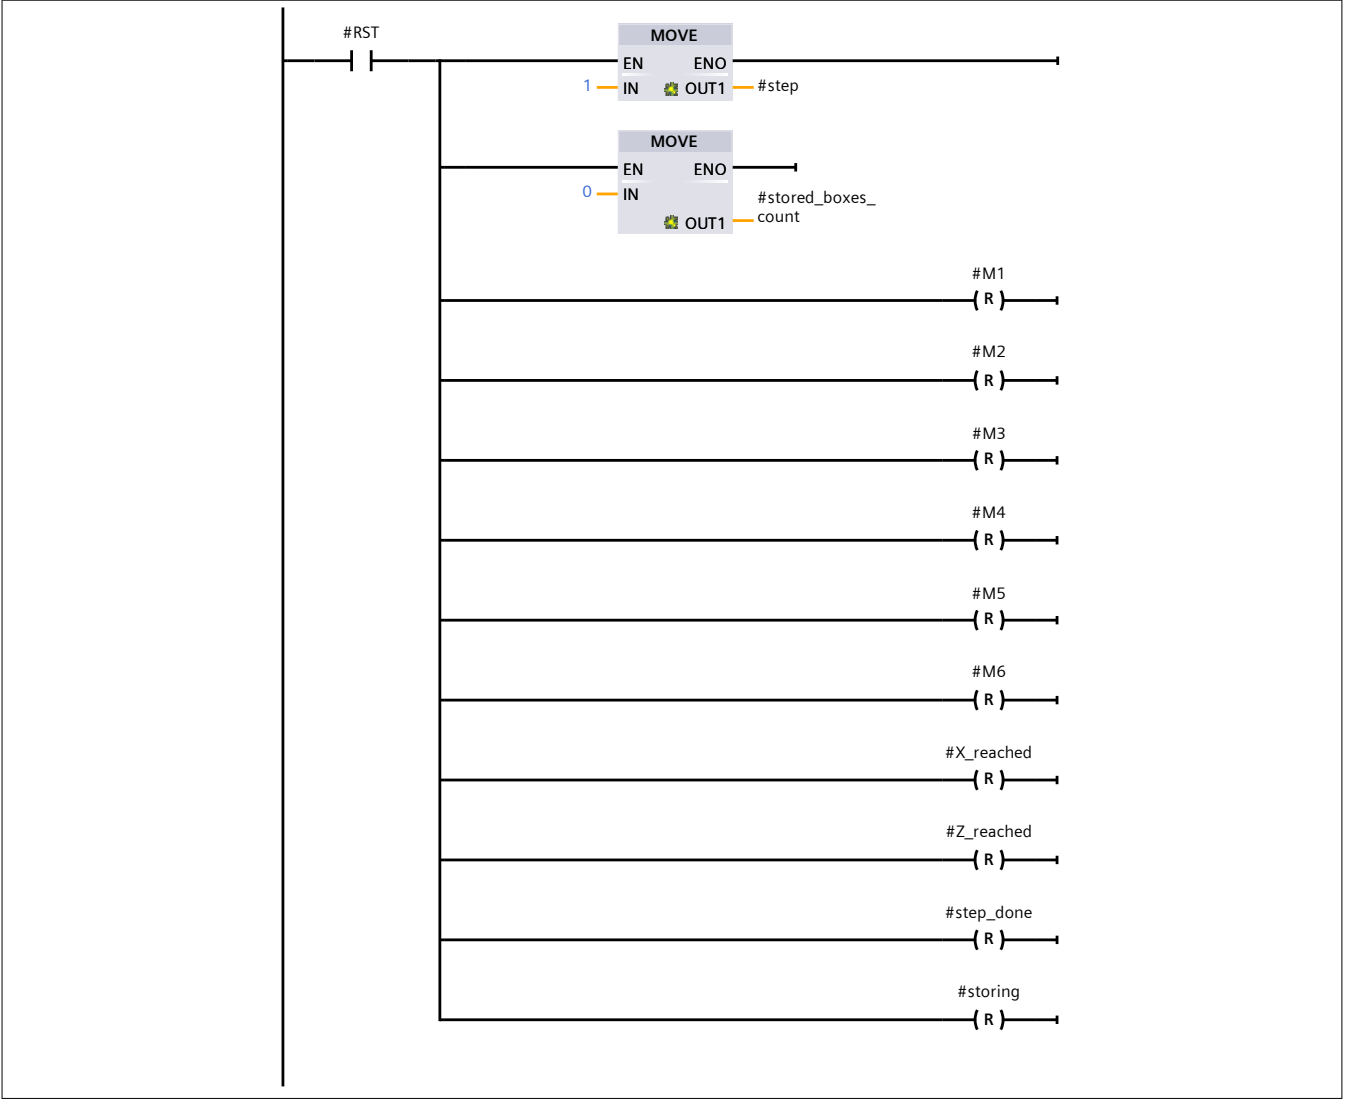 #RST
MOVE
EN ENO
1 IN OUT1 #step
MOVE
EN ENO
0 IN
#stored_boxes_
count
OUT1
#M1
R
#M2
R
#M3
R
#M4
R
#M5
R
#M6
R
#X_reached
R
#Z_reached
R
#step_done
R
#storing
R